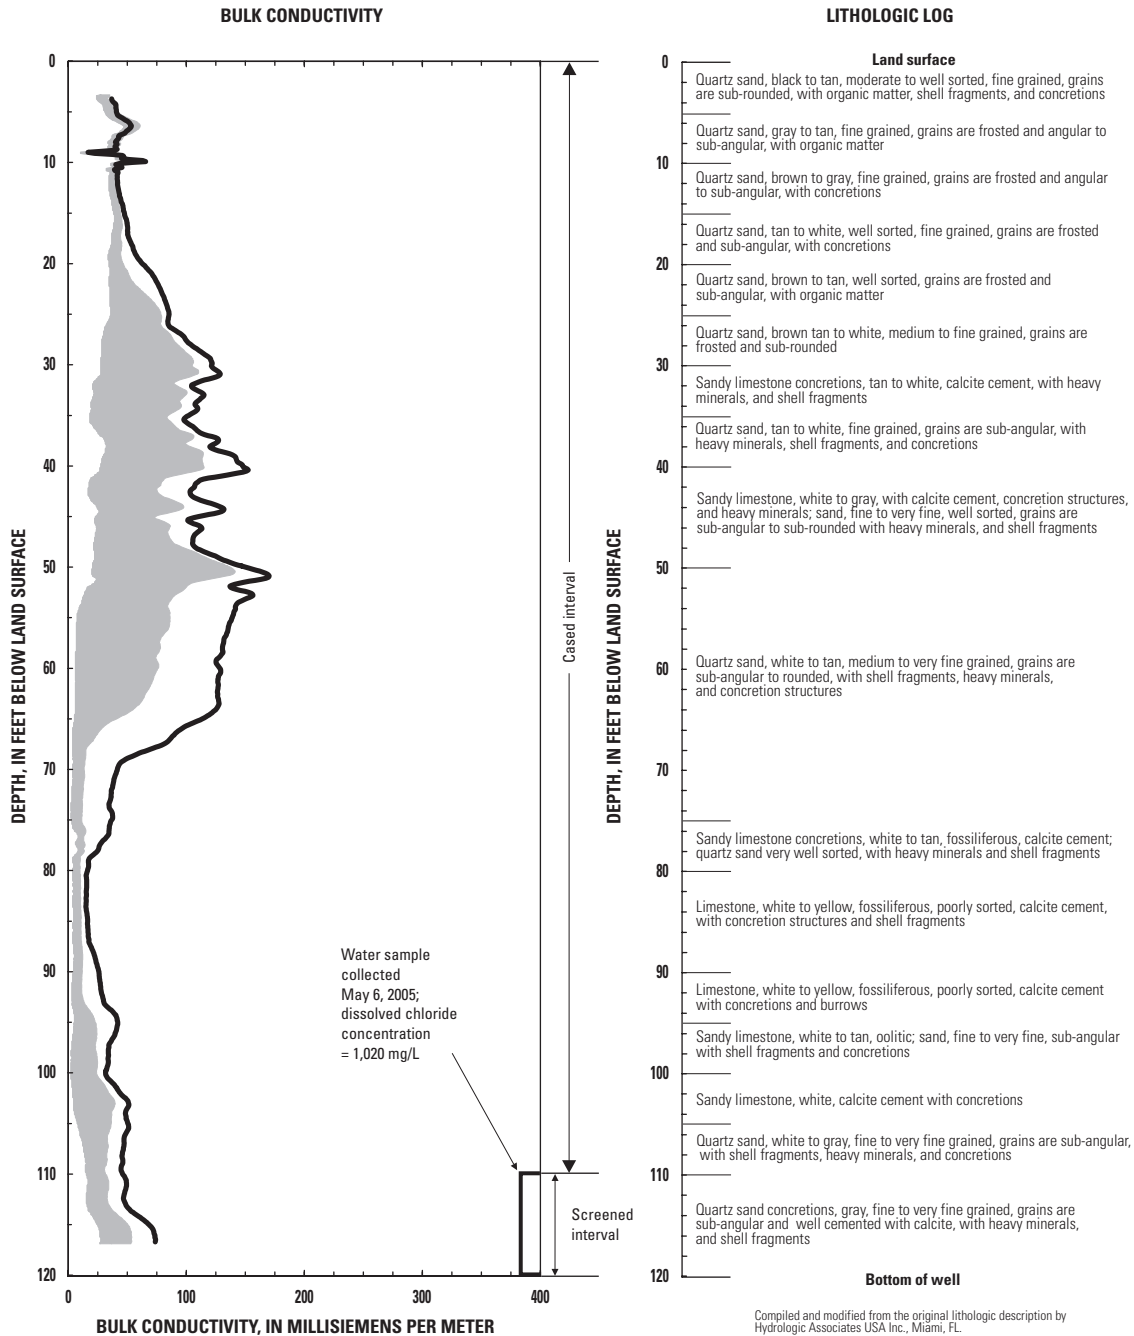 BULK CONDUCTIVITY
DEPTH, IN FEET BELOW LAND SURFACE
0
10
20
30
40
50
60
70
80
90
100
110
120
0
100
200
300
400
BULK CONDUCTIVITY, IN MILLISIEMENS PER METER
Water sample
collected
May 6, 2005;
dissolved chloride
concentration
= 1,020 mg/L
Cased interval
Screened
interval
LITHOLOGIC LOG
DEPTH, IN FEET BELOW LAND SURFACE
0
10
20
30
40
50
60
70
80
90
100
110
120
Land surface
Quartz sand, black to tan, moderate to well sorted, fine grained, grains
are sub-rounded, with organic matter, shell fragments, and concretions
Quartz sand, gray to tan, fine grained, grains are frosted and angular to
sub-angular, with organic matter
Quartz sand, brown to gray, fine grained, grains are frosted and angular
to sub-angular, with concretions
Quartz sand, tan to white, well sorted, fine grained, grains are frosted
and sub-angular, with concretions
Quartz sand, brown to tan, well sorted, grains are frosted and
sub-angular, with organic matter
Quartz sand, brown tan to white, medium to fine grained, grains are
frosted and sub-rounded
Sandy limestone concretions, tan to white, calcite cement, with heavy
minerals, and shell fragments
Quartz sand, tan to white, fine grained, grains are sub-angular, with
heavy minerals, shell fragments, and concretions
Sandy limestone, white to gray, with calcite cement, concretion structures,
and heavy minerals; sand, fine to very fine, well sorted, grains are
sub-angular to sub-rounded with heavy minerals, and shell fragments
Quartz sand, white to tan, medium to very fine grained, grains are
sub-angular to rounded, with shell fragments, heavy minerals,
and concretion structures
Sandy limestone concretions, white to tan, fossiliferous, calcite cement;
quartz sand very well sorted, with heavy minerals and shell fragments
Limestone, white to yellow, fossiliferous, poorly sorted, calcite cement,
with concretion structures and shell fragments
Limestone, white to yellow, fossiliferous, poorly sorted, calcite cement
with concretions and burrows
Sandy limestone, white to tan, oolitic; sand, fine to very fine, sub-angular
with shell fragments and concretions
Sandy limestone, white, calcite cement with concretions
Quartz sand, white to gray, fine to very fine grained, grains are sub-angular,
with shell fragments, heavy minerals, and concretions
Quartz sand concretions, gray, fine to very fine grained, grains are
sub-angular and well cemented with calcite, with heavy minerals,
and shell fragments
Bottom of well
Compiled and modified from the original lithologic description by
Hydrologic Associates USA Inc., Miami, FL.